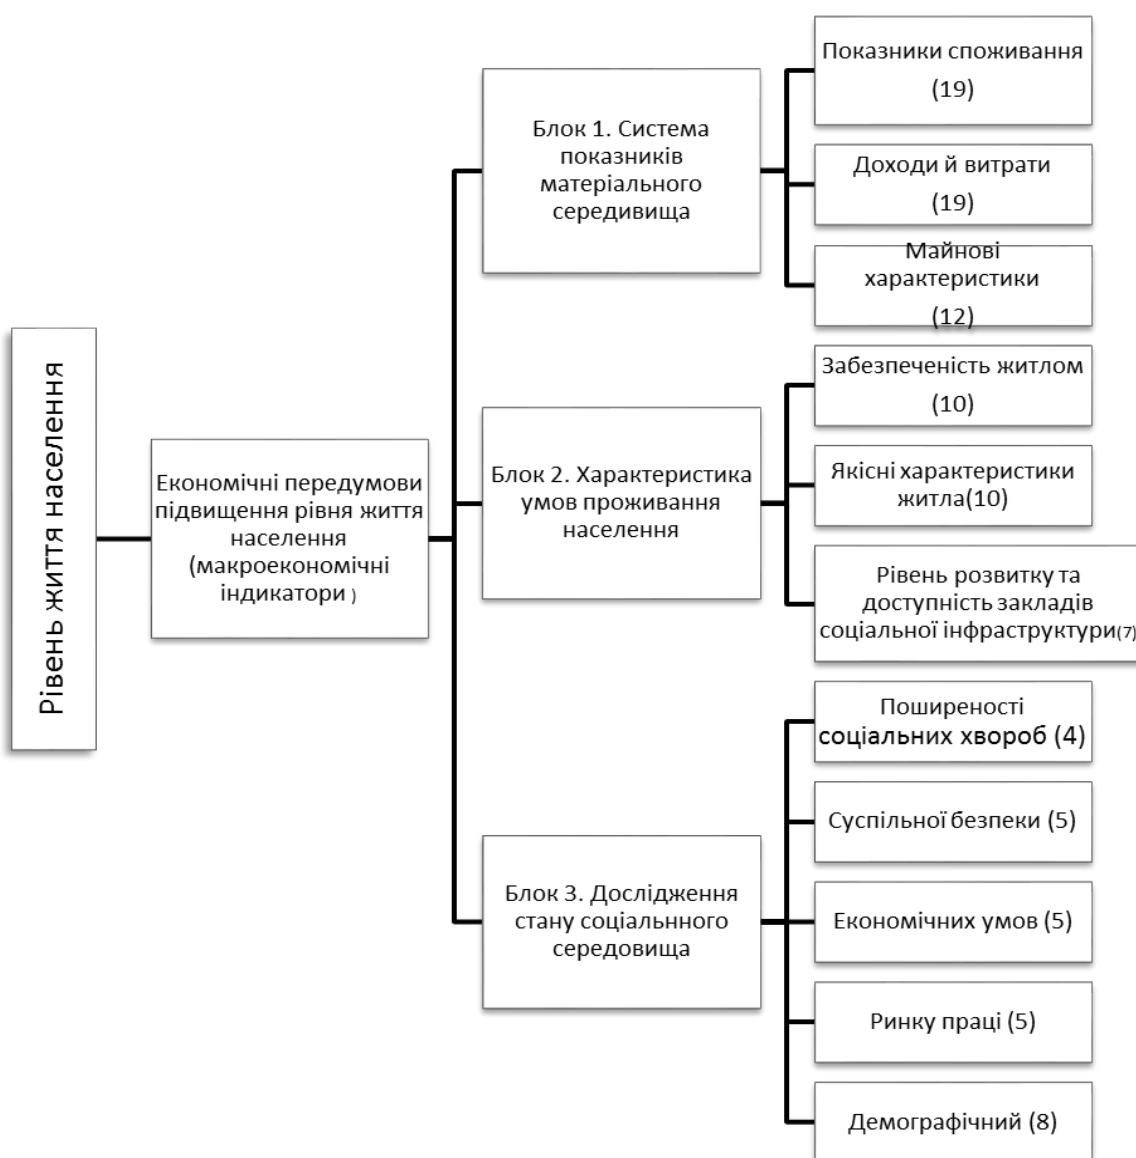 Рівень життя населення
Економічні передумови
підвищення рівня життя
населення
(макроекономічні
індикатори )
Блок 1. Система
показників
матеріального
середивища
Показники споживання
(19)
Доходи й витрати
(19)
Майнові
характеристики
(12)
Блок 2. Характеристика
умов проживання
населення
Забезпеченість житлом
(10)
Якісні характеристики
житла(10)
Рівень розвитку та
доступність закладів
соціальної інфраструктури(7)
Блок 3. Дослідження
стану соціальнного
середовища
Поширеності
соціальних хвороб (4)
Суспільної безпеки (5)
Економічних умов (5)
Ринку праці (5)
Демографічний (8)